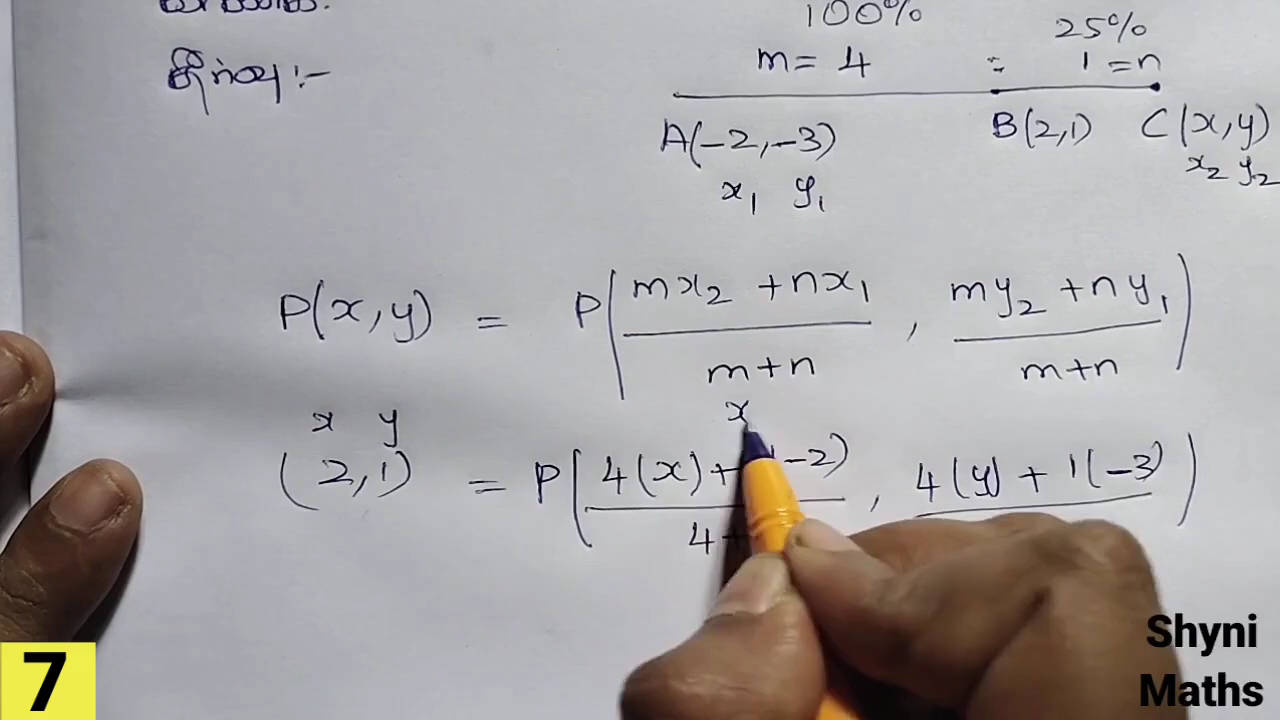 தீர்வு :-
100% 25%
m = 4 : 1 = n
A(-2,-3) B(2,1) C(x,y)
x₁ y₁ x₂ y₂
P(x,y) = P(mx₂ + nx₁ / m+n , my₂ + ny₁ / m+n)
x y x
(2,1) = P(4(x)+ (-2) / 4+ , 4(y) + 1(-3)
7
Shyni
Maths